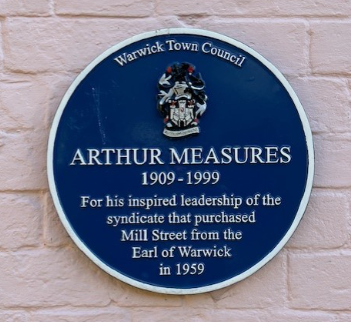 Warwick Town Council
ARTHUR MEASURES
1909 - 1999
For his inspired leadership of the
syndicate that purchased
Mill Street from the
Earl of Warwick
in 1959